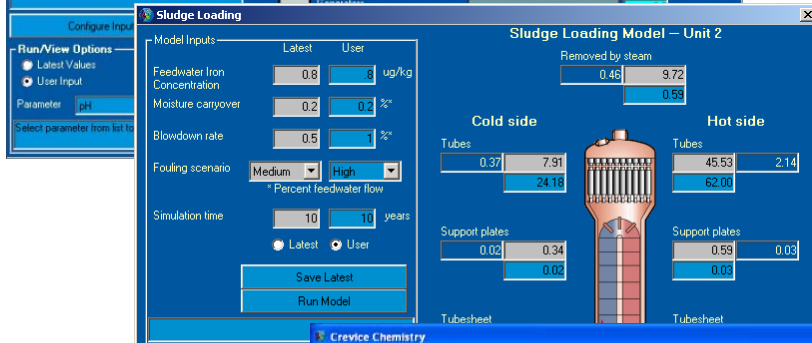 Configure Input
Run/View Options
Latest Values
User Input
Parameter pH
Select parameter from list to
Sludge Loading
Model Inputs
Latest User
Feedwater Iron Concentration 0.8 .8 ug/kg
Moisture carryover 0.2 0.2 %*
Blowdown rate 0.5 1 %*
Fouling scenario Medium High
* Percent feedwater flow
Simulation time 10 10 years
Latest User
Save Latest
Run Model
Sludge Loading Model – Unit 2
Removed by steam
0.46 9.72
0.59
Cold side Hot side
Tubes Tubes
0.37 7.91 45.53 2.14
24.18 62.00
Support plates Support plates
0.02 0.34 0.59 0.03
0.02 0.03
Tubesheet Tubesheet
Crevice Chemistry